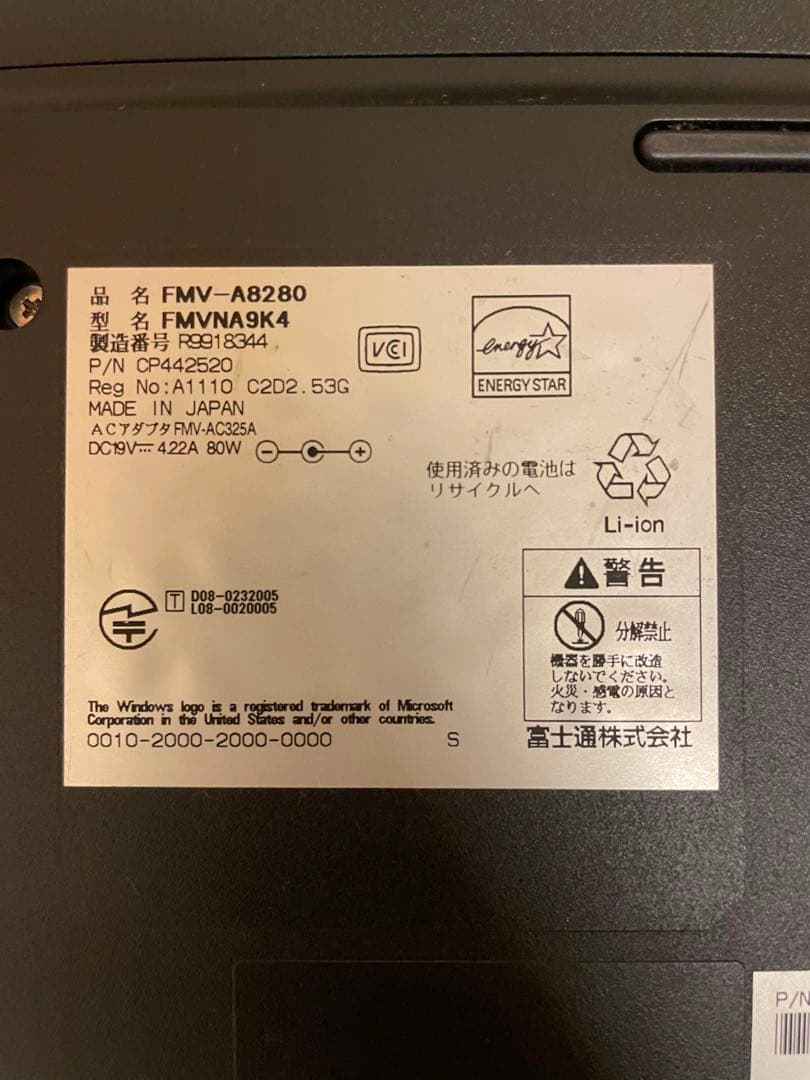 品 名 FMV-A8280
型 名 FMVNA9K4
製造番号 R9918344
P/N CP442520
Reg No:A1110 C2D2.53G
MADE IN JAPAN
ACアダプタ FMV-AC325A
DC19V 4.22A 80W
VCI
energy
ENERGY STAR
使用済みの電池は
リサイクルへ
Li-ion
警告
分解禁止
機器を勝手に改造
しないでください。
火災・感電の原因と
なります。
T D08-0232005
L08-0020005
The Windows logo is a registered trademark of Microsoft
Corporation in the United States and/or other countries.
0010-2000-2000-0000 S
富士通株式会社
P/N